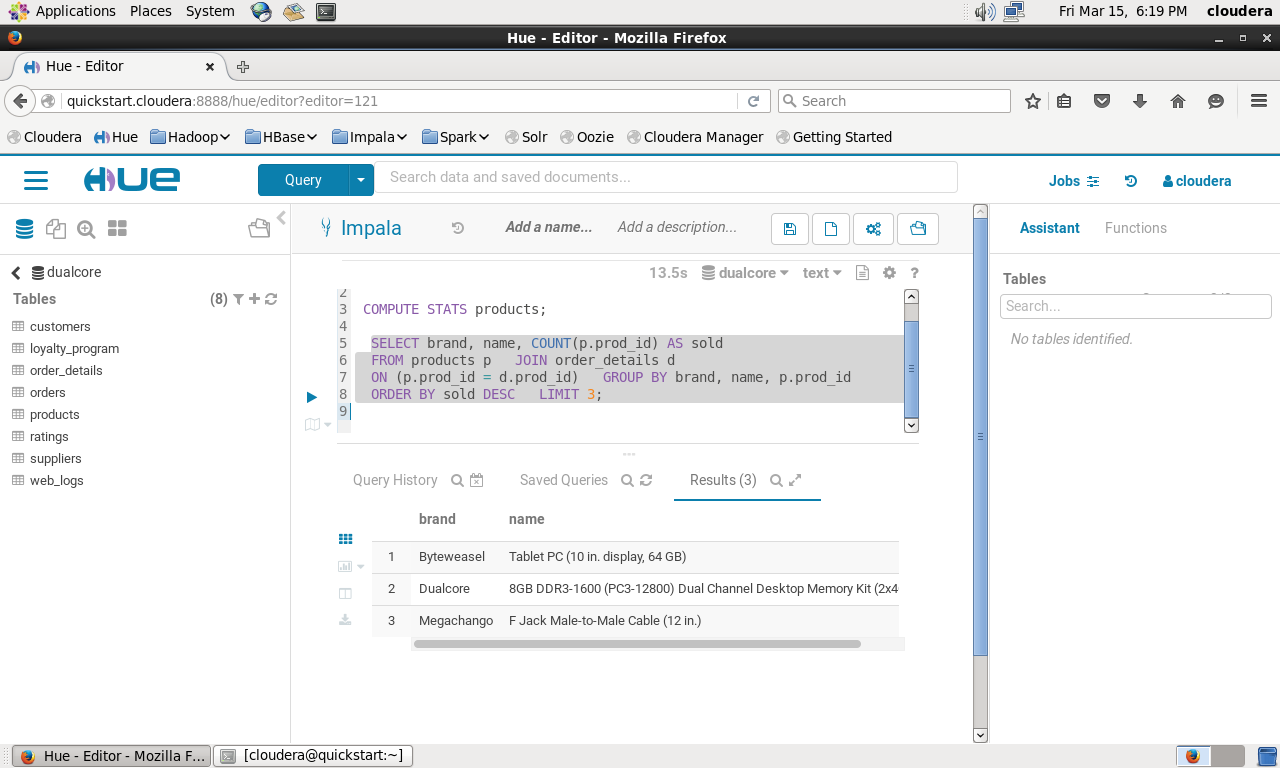 Applications Places System Fri Mar 15, 6:19 PM cloudera
Hue - Editor - Mozilla Firefox
Hue - Editor
quickstart.cloudera:8888/hue/editor?editor=121 Search
Cloudera Hue Hadoop HBase Impala Spark Solr Oozie Cloudera Manager Getting Started
HUE Query Search data and saved documents... Jobs cloudera
Impala Add a name... Add a description... Assistant Functions
dualcore 13.5s dualcore text ?
Tables (8) Tables
customers
loyalty_program
order_details
orders
products
ratings
suppliers
web_logs
2
3 COMPUTE STATS products;
4
5 SELECT brand, name, COUNT(p.prod_id) AS sold
6 FROM products p JOIN order_details d
7 ON (p.prod_id = d.prod_id) GROUP BY brand, name, p.prod_id
8 ORDER BY sold DESC LIMIT 3;
9
Search...
No tables identified.
Query History Saved Queries Results (3)
brand name
1 Byteweasel Tablet PC (10 in. display, 64 GB)
2 Dualcore 8GB DDR3-1600 (PC3-12800) Dual Channel Desktop Memory Kit (2x4
3 Megachango F Jack Male-to-Male Cable (12 in.)
Hue - Editor - Mozilla F... [cloudera@quickstart:~]